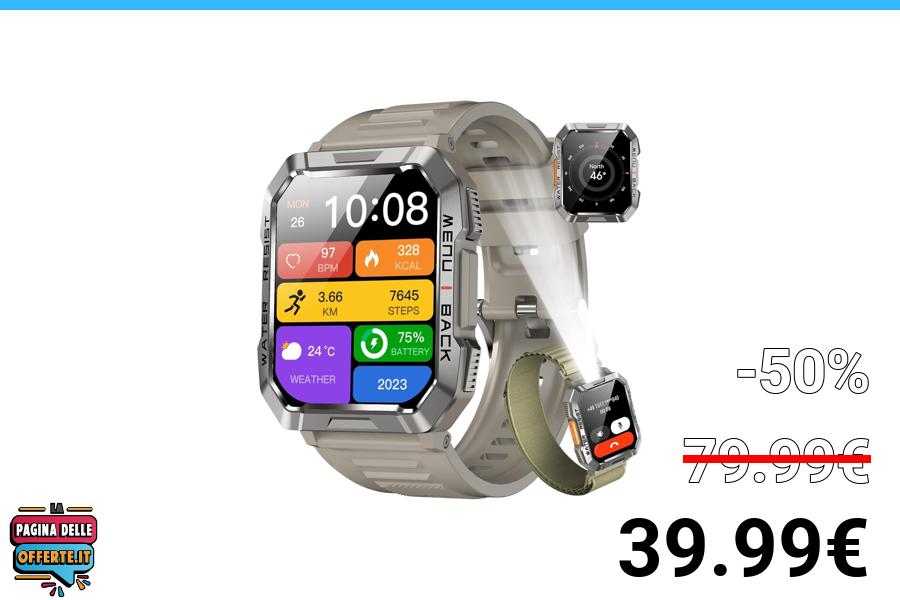 MON
26
10:08
97
BPM
328
KCAL
3.66
KM
7645
STEPS
24°C
WEATHER
75%
BATTERY
2023
WATER RESIST
MENU | BACK
North
46°
-50%
79.99€
39.99€
LA
PAGINA DELLE
OFFERTE.IT